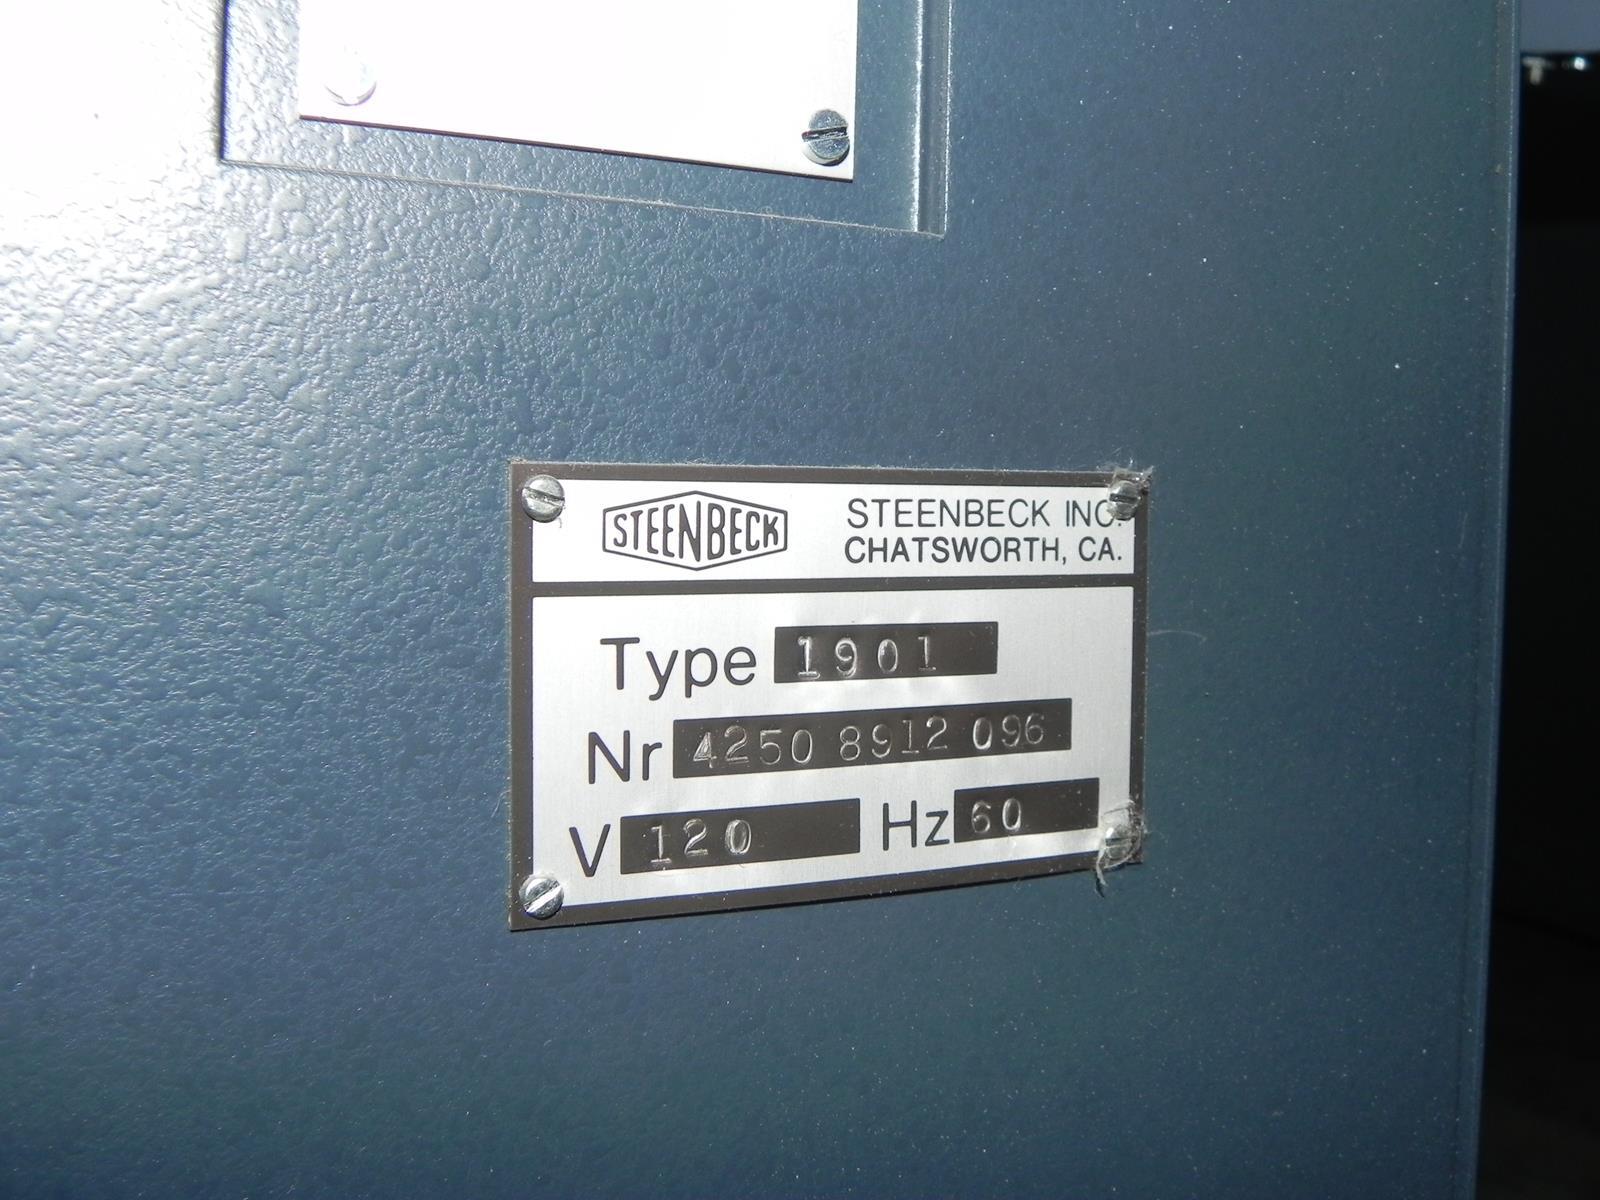 STEENBECK
STEENBECK INC.
CHATSWORTH, CA.
Type 1901
Nr 4250 8912 096
V 120 Hz 60